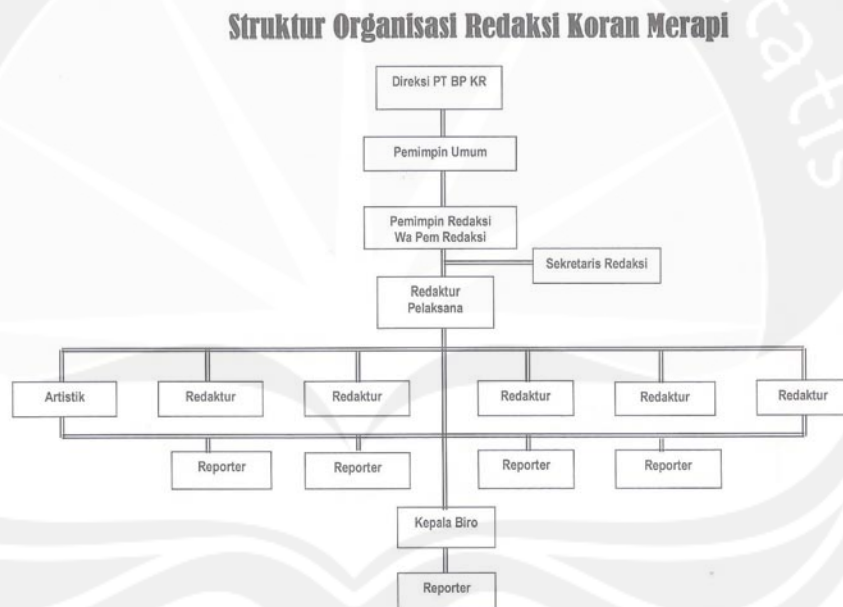 Struktur Organisasi Redaksi Koran Merapi
Direksi PT BP KR
Pemimpin Umum
Pemimpin Redaksi
Wa Pem Redaksi
Sekretaris Redaksi
Redaktur
Pelaksana
Artistik
Redaktur
Redaktur
Redaktur
Redaktur
Redaktur
Reporter
Reporter
Reporter
Reporter
Kepala Biro
Reporter